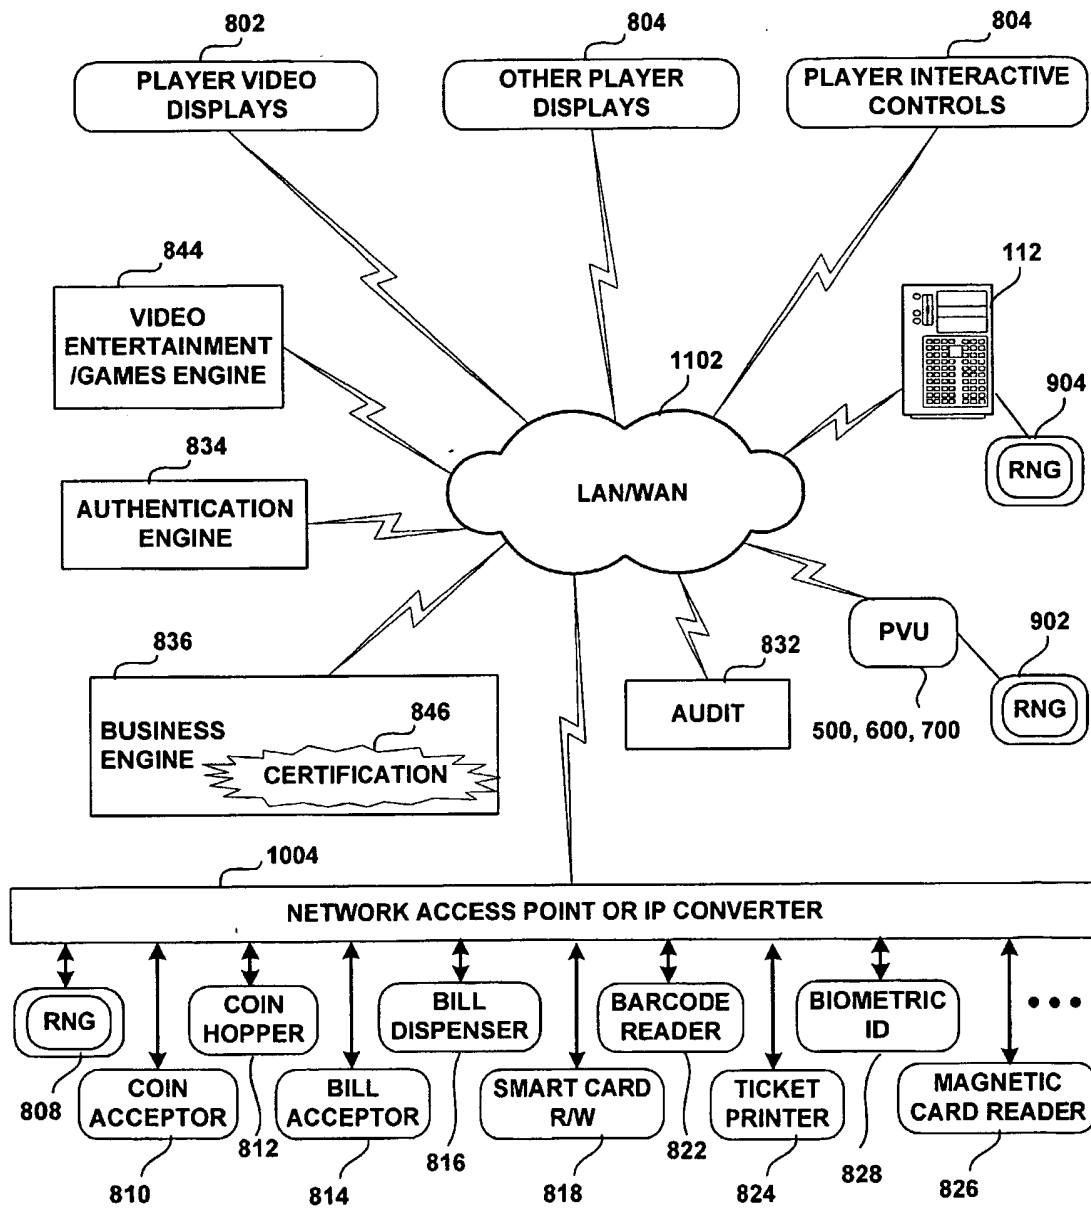 802
804
804
PLAYER VIDEO
DISPLAYS
OTHER PLAYER
DISPLAYS
PLAYER INTERACTIVE
CONTROLS
844
VIDEO
ENTERTAINMENT
/GAMES ENGINE
112
904
RNG
1102
LAN/WAN
834
AUTHENTICATION
ENGINE
836
BUSINESS
ENGINE
846
CERTIFICATION
832
AUDIT
PVU
500, 600, 700
902
RNG
1004
NETWORK ACCESS POINT OR IP CONVERTER
RNG
808
COIN
ACCEPTOR
810
COIN
HOPPER
812
BILL
ACCEPTOR
814
BILL
DISPENSER
816
SMART CARD
R/W
818
BARCODE
READER
822
TICKET
PRINTER
824
BIOMETRIC
ID
828
MAGNETIC
CARD READER
826